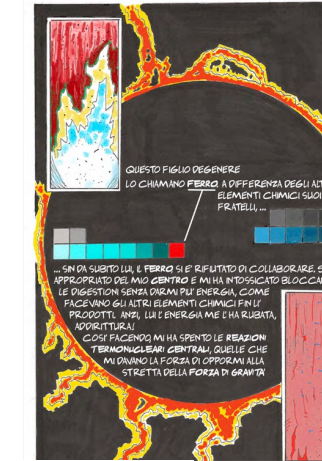 QUESTO FIGLIO DEGENERE
LO CHIAMANO FERRO. A DIFFERENZA DEGLI ALT
ELEMENTI CHIMICI SUOI
FRATELLI, ...
... SIN DA SUBITO LUI, IL FERRO, SI E' RIFIUTATO DI COLLABORARE. S
APPROPRIATO DEL MIO CENTRO E MI HA INTOSSICATO BLOCCAN
LE DIGESTIONI SENZA DARMI PIU' ENERGIA, COME
FACEVANO GLI ALTRI ELEMENTI CHIMICI FIN LI'
PRODOTTI. ANZI, LUI L'ENERGIA ME L'HA RUBATA,
ADDIRITTURA!
COSI' FACENDO, MI HA SPENTO LE REAZIONI
TERMONUCLEARI CENTRALI, QUELLE CHE
MI DAVANO LA FORZA DI OPPORMI ALLA
STRETTA DELLA FORZA DI GRAVITA'